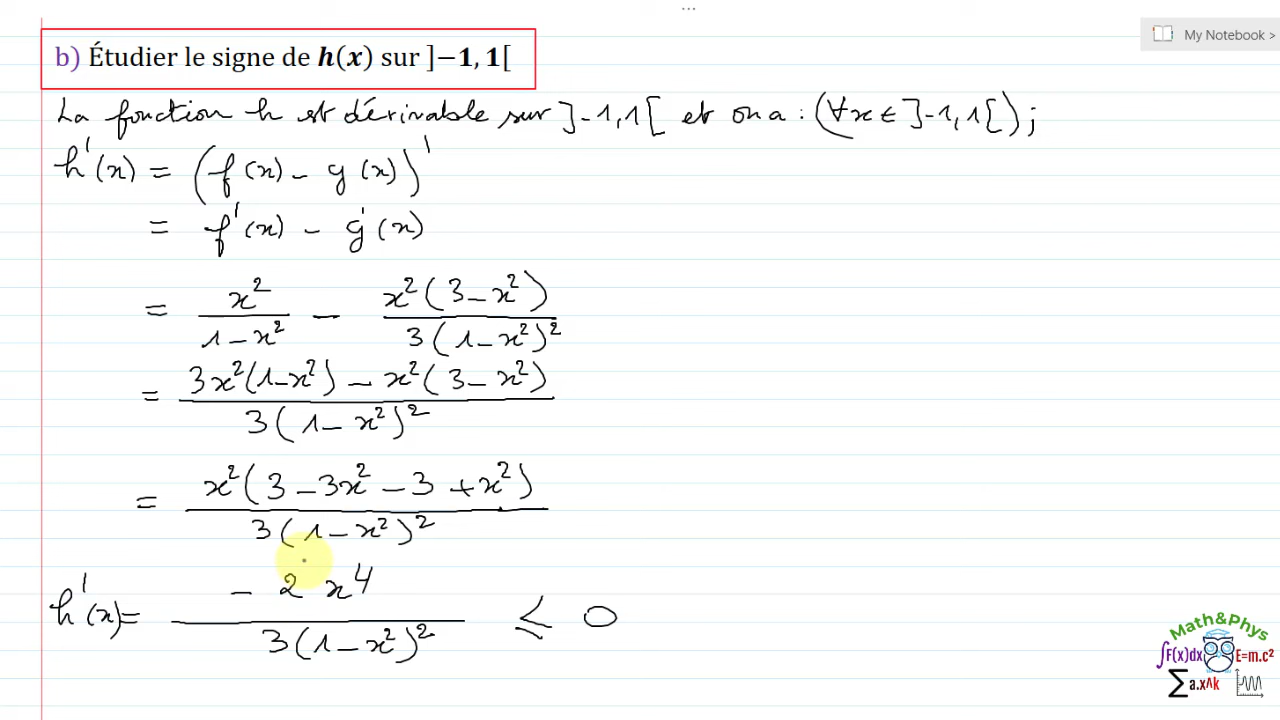 ...
My Notebook >
b) Étudier le signe de h(x) sur ]−1, 1[
La fonction h est dérivable sur ]-1,1[ et on a : (∀x ∈ ]-1,1[) ;
h'(x) = (f(x) - g(x))'
= f'(x) - g'(x)
= x²/(1-x²) - x²(3-x²)/(3(1-x²)²)
= (3x²(1-x²) - x²(3-x²))/(3(1-x²)²)
= x²(3-3x²-3+x²)/(3(1-x²)²)
h'(x) = -2x⁴/(3(1-x²)²) ≤ 0
Math&Phys
∫F(x)dx E=m.c²
∑ a.x∧k